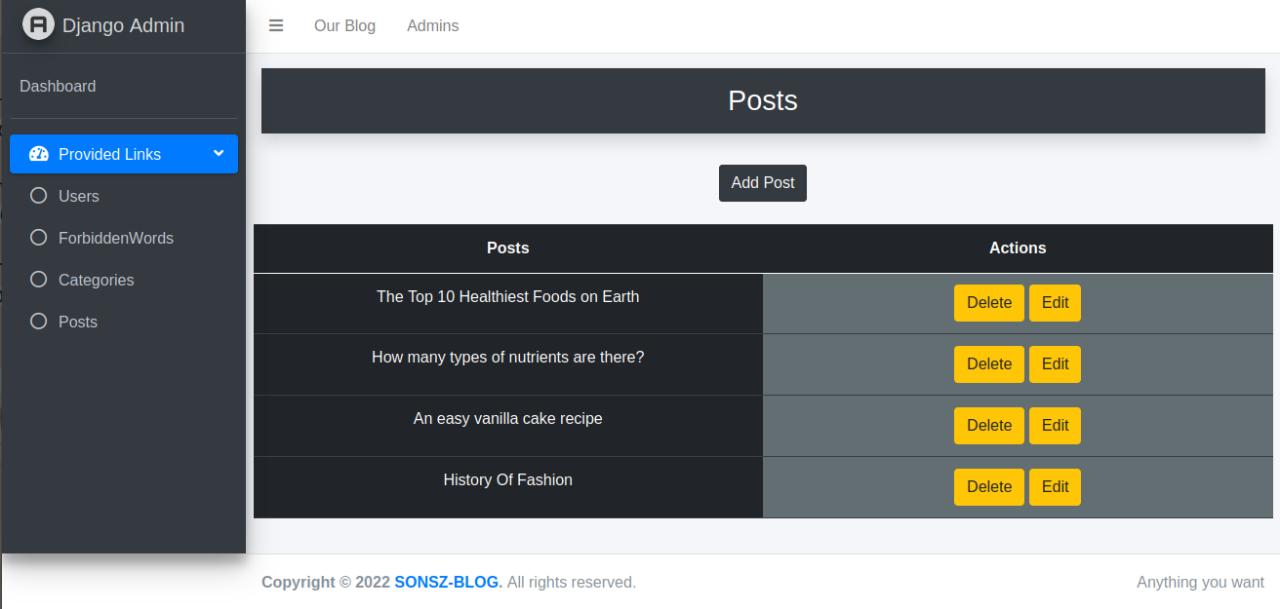 Django Admin
Our Blog
Admins
Dashboard
Provided Links
Users
ForbiddenWords
Categories
Posts
Posts
Add Post
Posts Actions
The Top 10 Healthiest Foods on Earth Delete Edit
How many types of nutrients are there? Delete Edit
An easy vanilla cake recipe Delete Edit
History Of Fashion Delete Edit
Copyright © 2022 SONSZ-BLOG. All rights reserved.
Anything you want